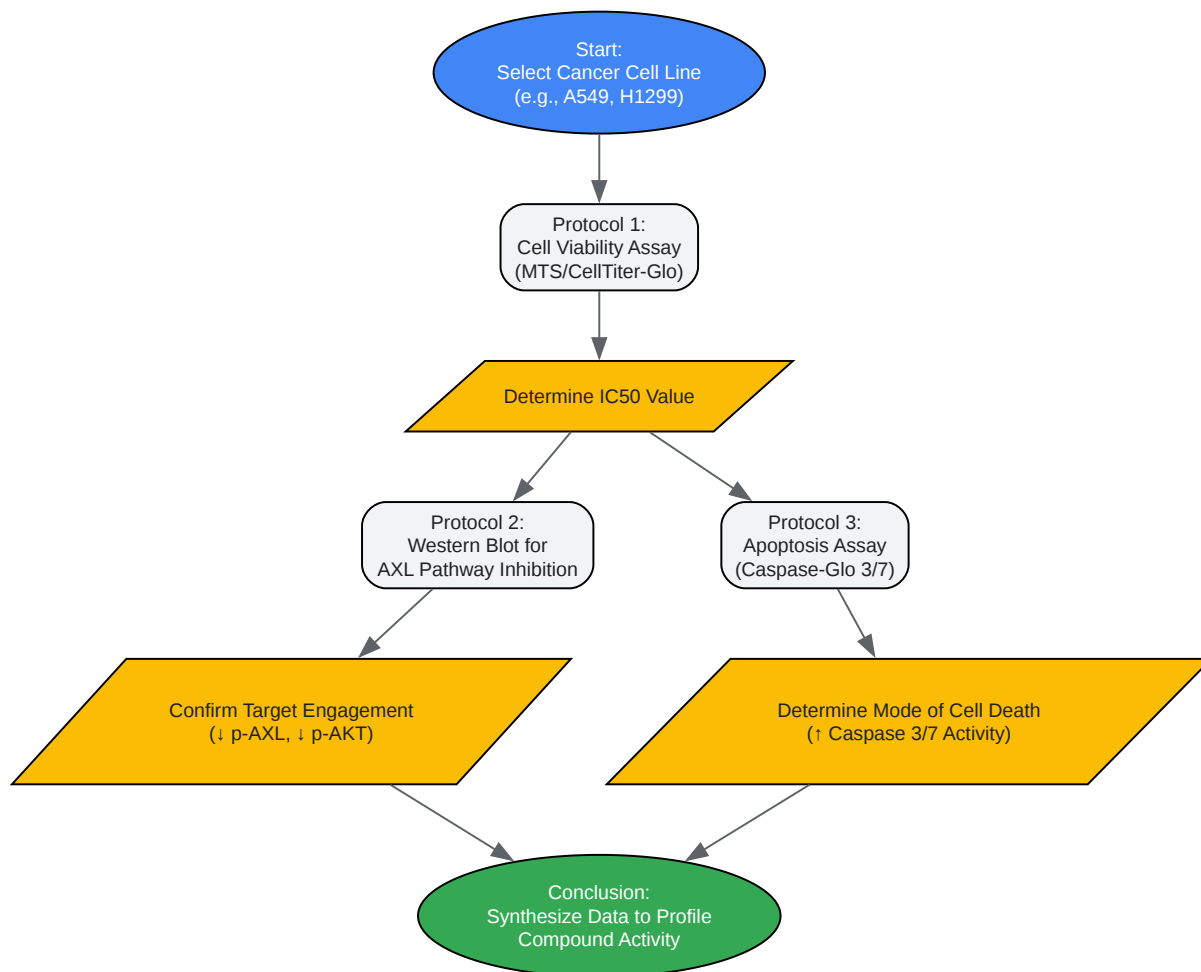 Start:
Select Cancer Cell Line
(e.g., A549, H1299)
Protocol 1:
Cell Viability Assay
(MTS/CellTiter-Glo)
Determine IC50 Value
Protocol 2:
Western Blot for
AXL Pathway Inhibition
Protocol 3:
Apoptosis Assay
(Caspase-Glo 3/7)
Confirm Target Engagement
(↓ p-AXL, ↓ p-AKT)
Determine Mode of Cell Death
(↑ Caspase 3/7 Activity)
Conclusion:
Synthesize Data to Profile
Compound Activity